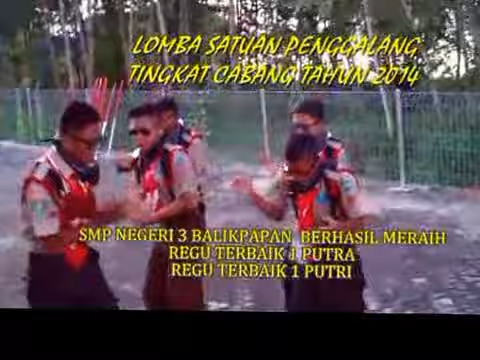 LOMBA SATUAN PENGGALANG
TINGKAT CABANG TAHUN 2014
SMP NEGERI 3 BALIKPAPAN BERHASIL MERAIH
REGU TERBAIK 1 PUTRA
REGU TERBAIK 1 PUTRI